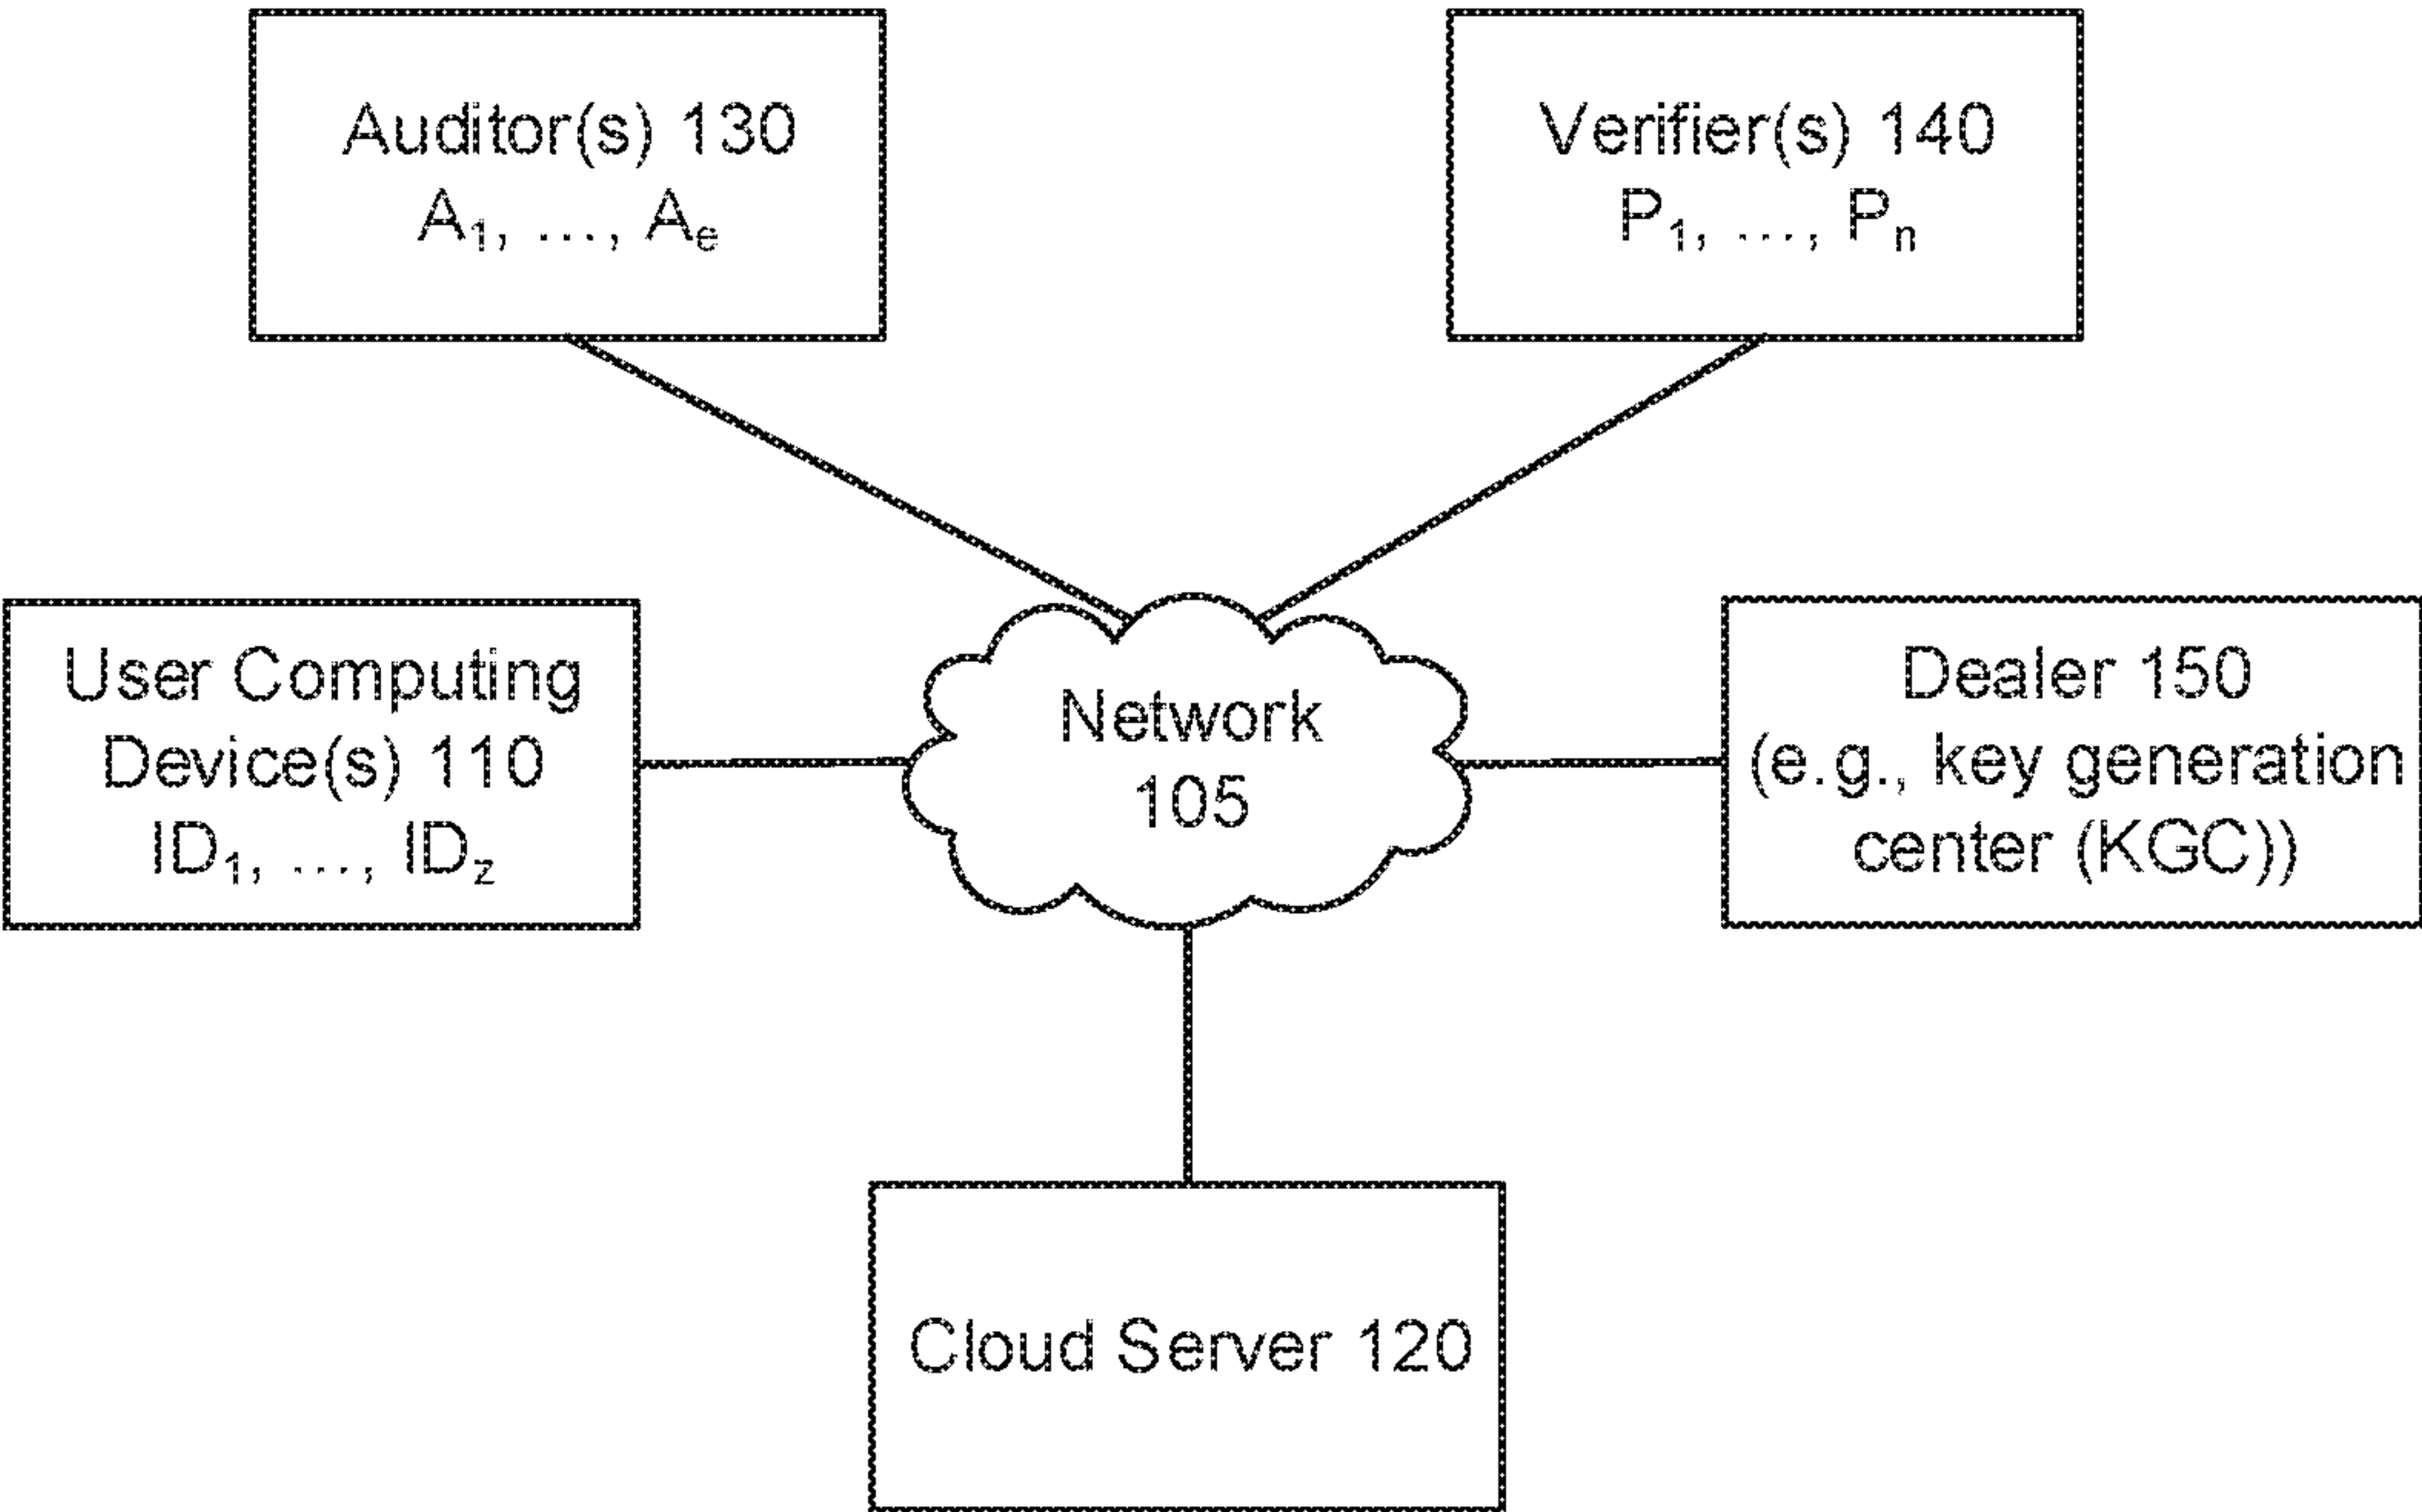 Auditor(s) 130
A₁, ..., Aₑ
Verifier(s) 140
P₁, ..., Pₙ
User Computing
Device(s) 110
ID₁, ..., ID_z
Network
105
Dealer 150
(e.g., key generation
center (KGC))
Cloud Server 120